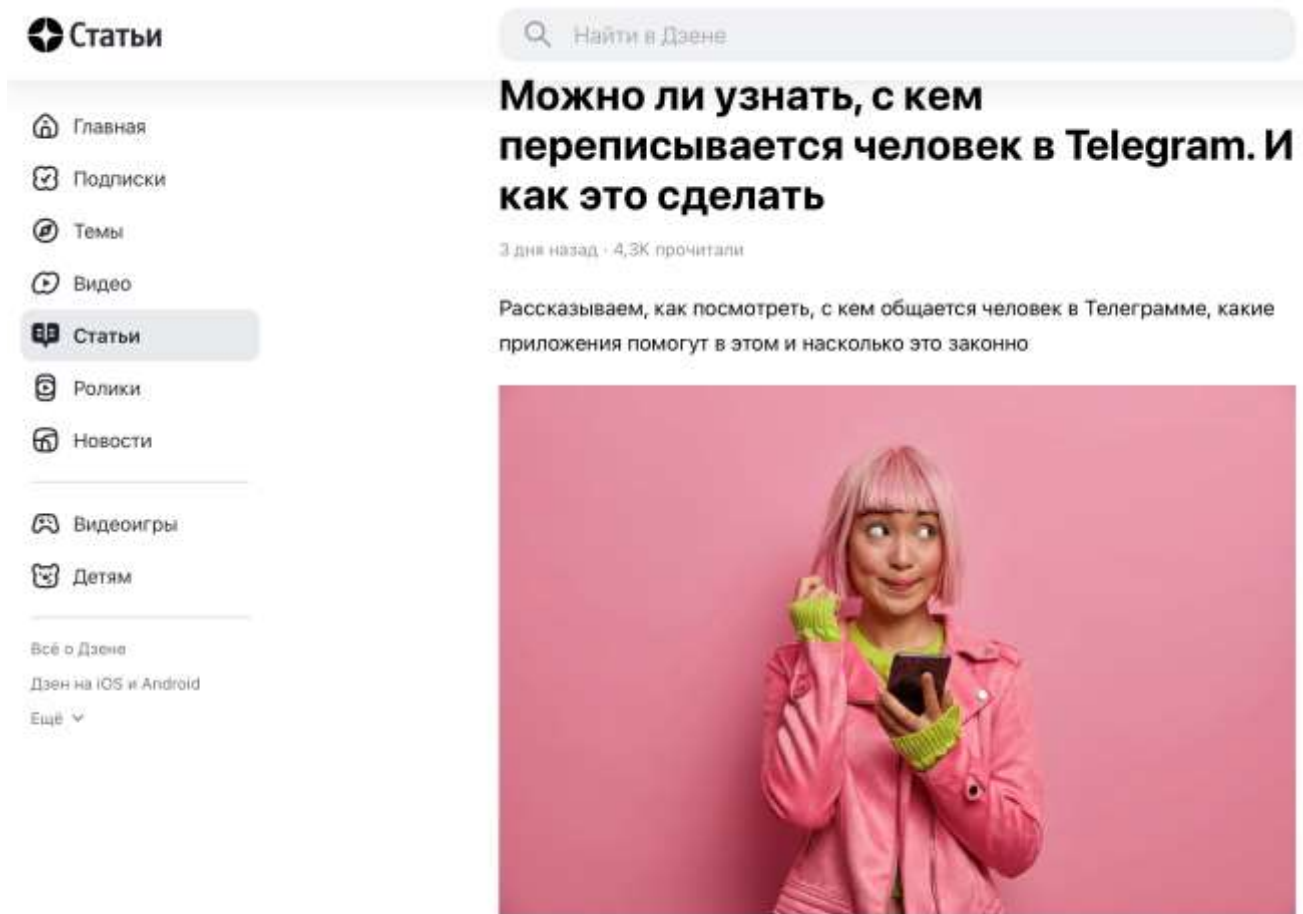 Статьи
Найти в Дзене
Главная
Подписки
Темы
Видео
Статьи
Ролики
Новости
Видеоигры
Детям
Всё о Дзене
Дзен на iOS и Android
Ещё
Можно ли узнать, с кем
переписывается человек в Telegram. И
как это сделать
3 дня назад · 4,3K прочитали
Рассказываем, как посмотреть, с кем общается человек в Телеграмме, какие
приложения помогут в этом и насколько это законно